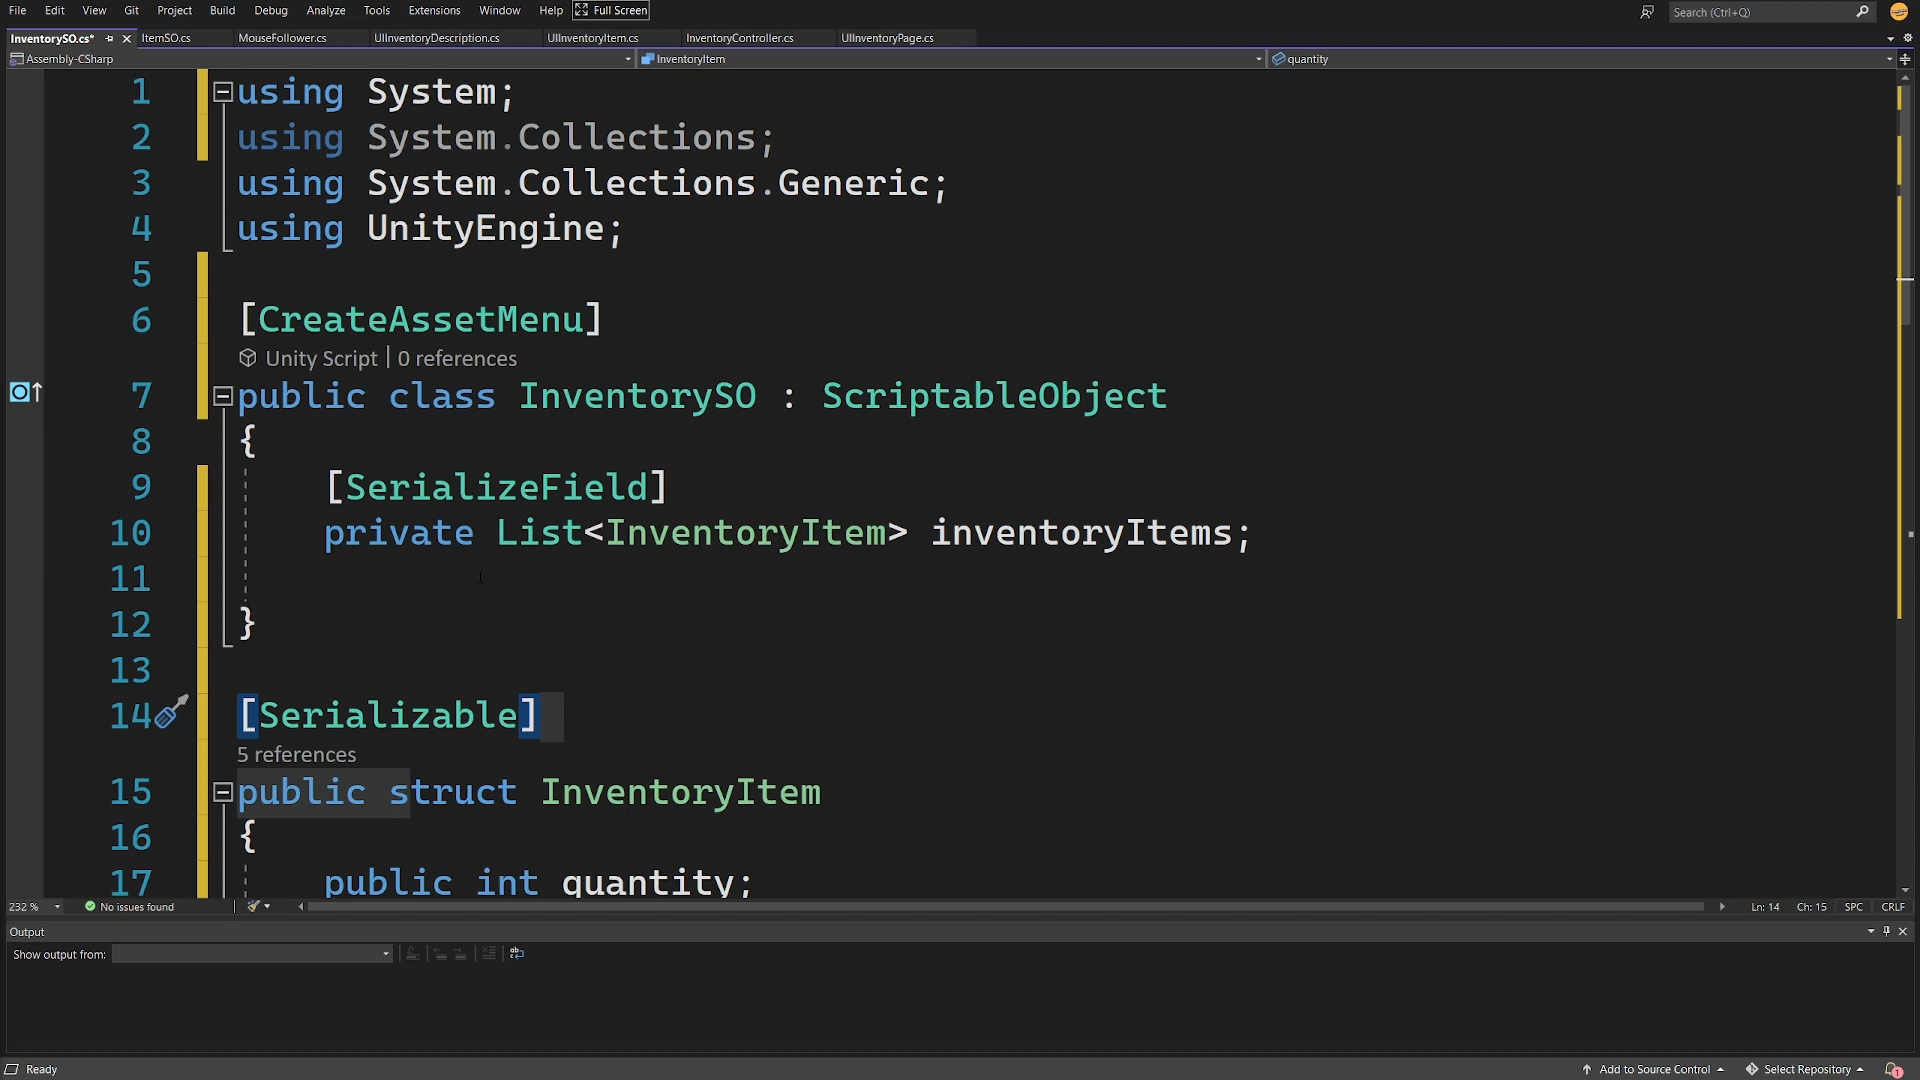 File Edit View Git Project Build Debug Analyze Tools Extensions Window Help Full Screen Search (Ctrl+Q)
InventorySO.cs* ItemSO.cs MouseFollower.cs UIInventoryDescription.cs UIInventoryItem.cs InventoryController.cs UIInventoryPage.cs
Assembly-CSharp InventoryItem quantity
1 using System;
2 using System.Collections;
3 using System.Collections.Generic;
4 using UnityEngine;
5
6 [CreateAssetMenu]
Unity Script | 0 references
7 public class InventorySO : ScriptableObject
8 {
9 [SerializeField]
10 private List<InventoryItem> inventoryItems;
11
12 }
13
14 [Serializable]
5 references
15 public struct InventoryItem
16 {
17 public int quantity;
232 % No issues found Ln: 14 Ch: 15 SPC CRLF
Output
Show output from:
Ready Add to Source Control Select Repository 1